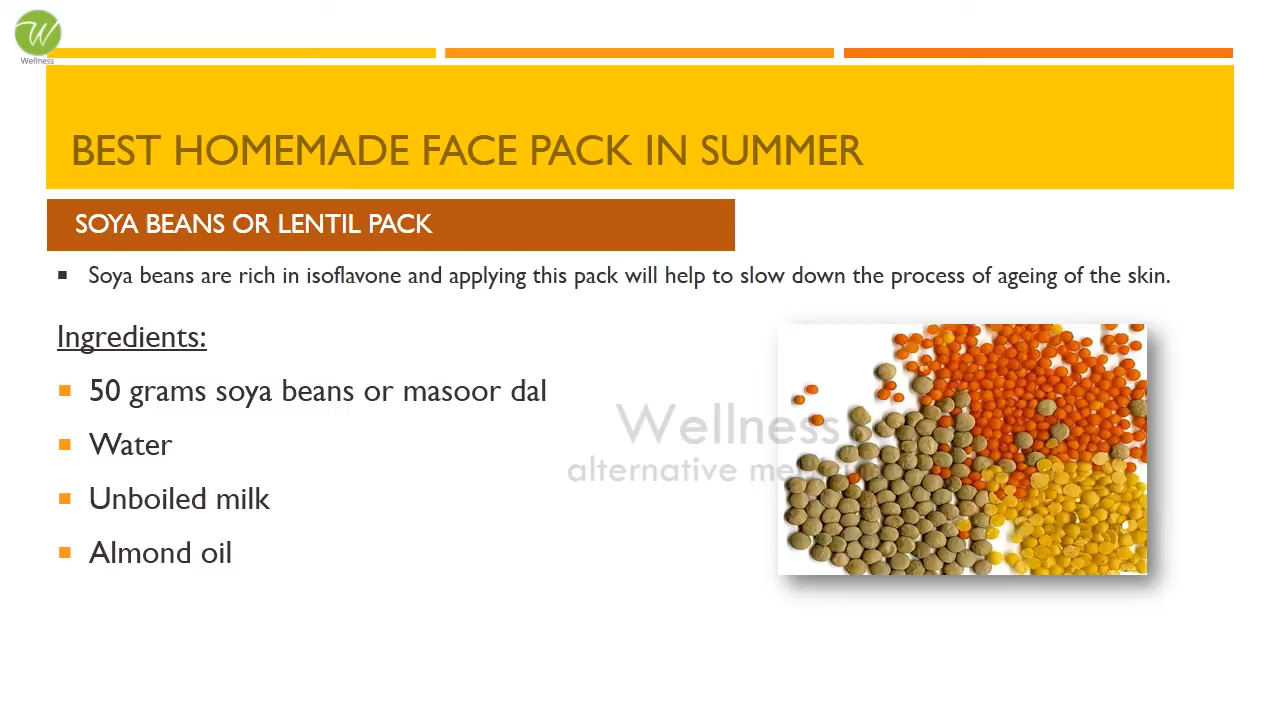 Wellness
BEST HOMEMADE FACE PACK IN SUMMER
SOYA BEANS OR LENTIL PACK
Soya beans are rich in isoflavone and applying this pack will help to slow down the process of ageing of the skin.
Ingredients:
50 grams soya beans or masoor dal
Water
Unboiled milk
Almond oil
Wellness
alternative